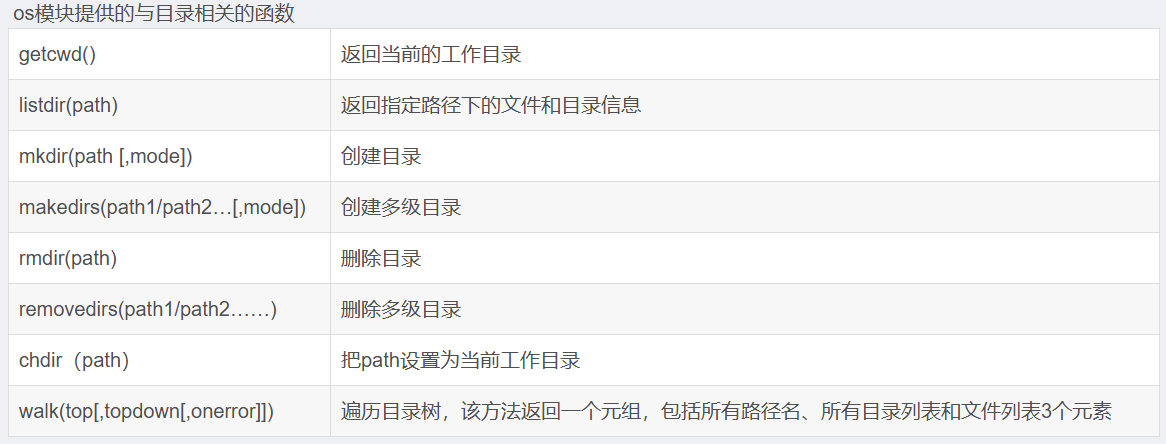 os模块提供的与目录相关的函数
getcwd() 返回当前的工作目录
listdir(path) 返回指定路径下的文件和目录信息
mkdir(path [,mode]) 创建目录
makedirs(path1/path2…[,mode]) 创建多级目录
rmdir(path) 删除目录
removedirs(path1/path2……) 删除多级目录
chdir（path） 把path设置为当前工作目录
walk(top[,topdown[,onerror]]) 遍历目录树，该方法返回一个元组，包括所有路径名、所有目录列表和文件列表3个元素